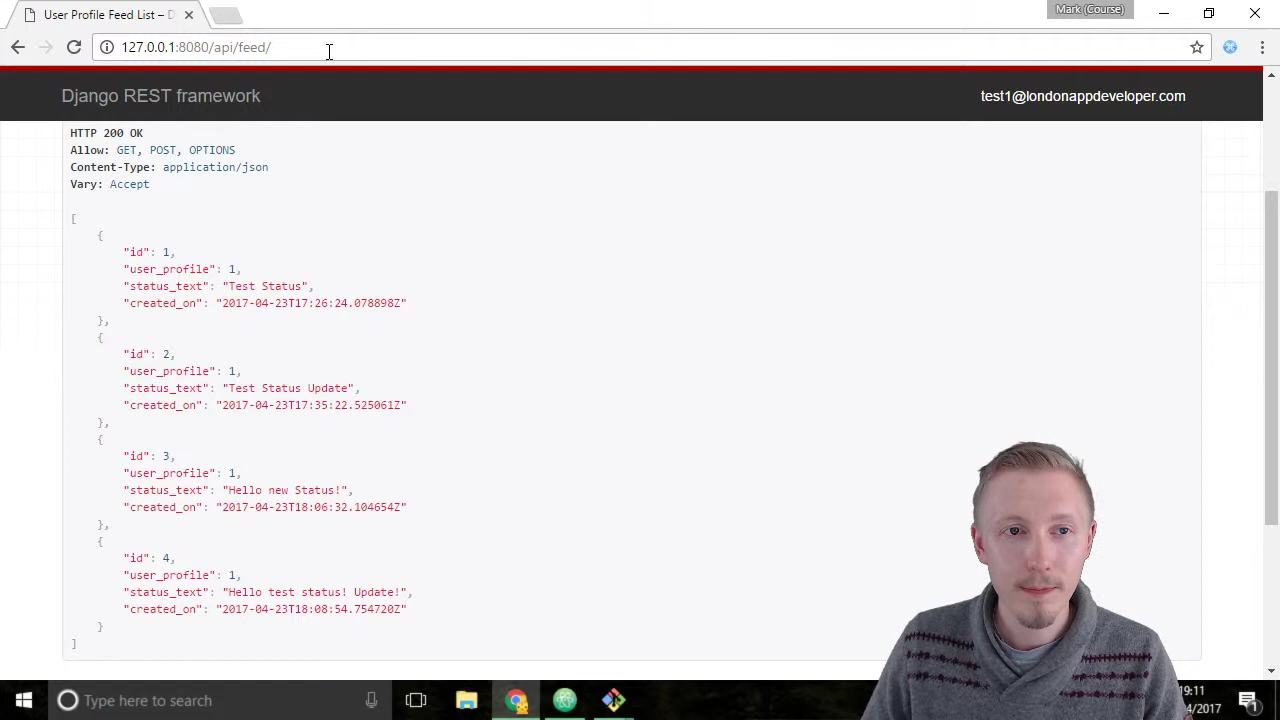 User Profile Feed List – D
Mark (Course)
127.0.0.1:8080/api/feed/
Django REST framework
test1@londonappdeveloper.com
HTTP 200 OK
Allow: GET, POST, OPTIONS
Content-Type: application/json
Vary: Accept
[
{
"id": 1,
"user_profile": 1,
"status_text": "Test Status",
"created_on": "2017-04-23T17:26:24.078898Z"
},
{
"id": 2,
"user_profile": 1,
"status_text": "Test Status Update",
"created_on": "2017-04-23T17:35:22.525061Z"
},
{
"id": 3,
"user_profile": 1,
"status_text": "Hello new Status!",
"created_on": "2017-04-23T18:06:32.104654Z"
},
{
"id": 4,
"user_profile": 1,
"status_text": "Hello test status! Update!",
"created_on": "2017-04-23T18:08:54.754720Z"
}
]
Type here to search
19:11
4/2017
1